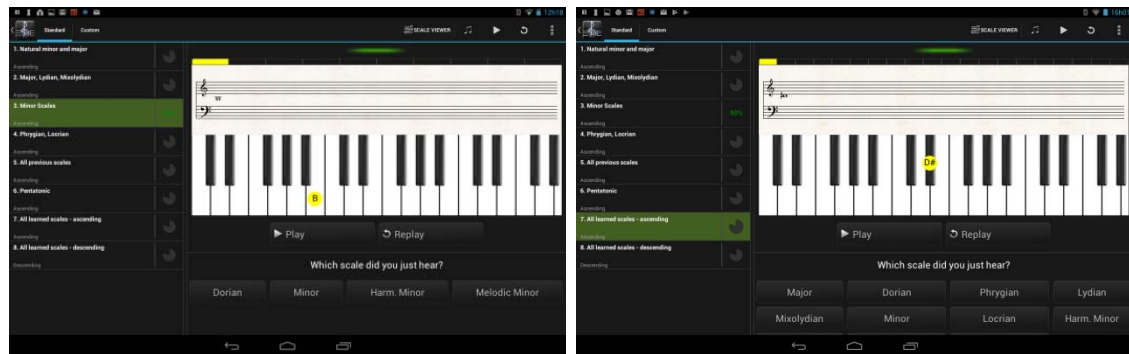 12h18
Standard Custom SCALE VIEWER
1. Natural minor and major
Ascending
2. Major, Lydian, Mixolydian
Ascending
3. Minor Scales
Ascending
4. Phrygian, Locrian
Ascending
5. All previous scales
Ascending
6. Pentatonic
Ascending
7. All learned scales - ascending
Ascending
8. All learned scales - descending
Descending
B
Play Replay
Which scale did you just hear?
Dorian Minor Harm. Minor Melodic Minor
Standard Custom SCALE VIEWER
1. Natural minor and major
Ascending
2. Major, Lydian, Mixolydian
Ascending
3. Minor Scales
90%
Ascending
4. Phrygian, Locrian
Ascending
5. All previous scales
Ascending
6. Pentatonic
Ascending
7. All learned scales - ascending
Ascending
8. All learned scales - descending
Descending
D#
Play Replay
Which scale did you just hear?
Major Dorian Phrygian Lydian
Mixolydian Minor Locrian Harm. Minor